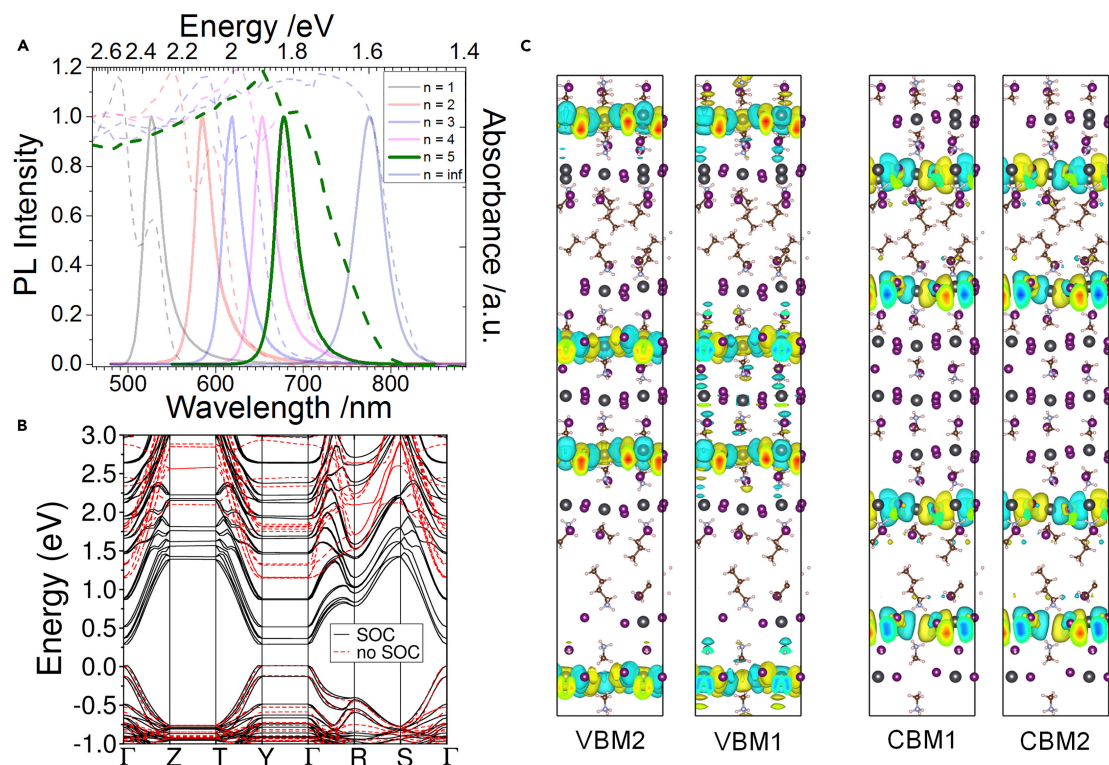 A
Energy /eV
2.6 2.4 2.2 2 1.8 1.6 1.4
1.2
1.0
0.8
0.6
0.4
0.2
0.0
PL Intensity
n = 1
n = 2
n = 3
n = 4
n = 5
n = inf
Absorbance /a.u.
500 600 700 800
Wavelength /nm
B
3.0
2.5
2.0
1.5
1.0
0.5
0.0
-0.5
-1.0
Energy (eV)
SOC
no SOC
Γ Z T Y Γ R S Γ
C
VBM2 VBM1 CBM1 CBM2